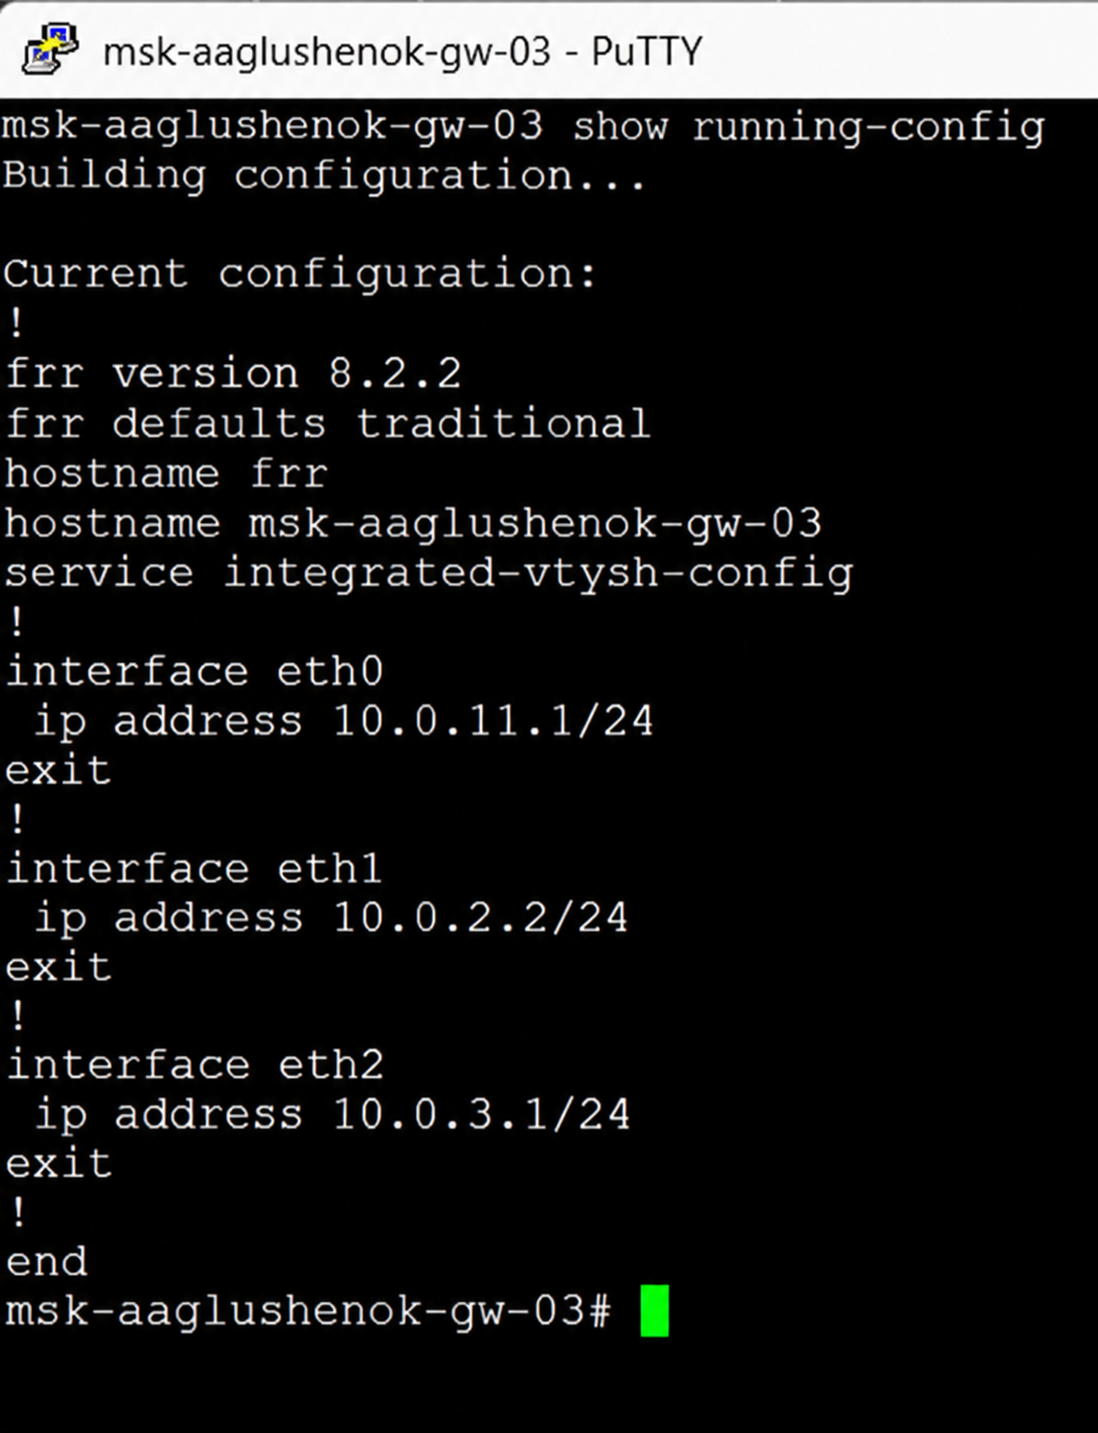 msk-aaglushenok-gw-03 - PuTTY
msk-aaglushenok-gw-03 show running-config
Building configuration...
Current configuration:
!
frr version 8.2.2
frr defaults traditional
hostname frr
hostname msk-aaglushenok-gw-03
service integrated-vtysh-config
!
interface eth0
 ip address 10.0.11.1/24
exit
!
interface eth1
 ip address 10.0.2.2/24
exit
!
interface eth2
 ip address 10.0.3.1/24
exit
!
end
msk-aaglushenok-gw-03#